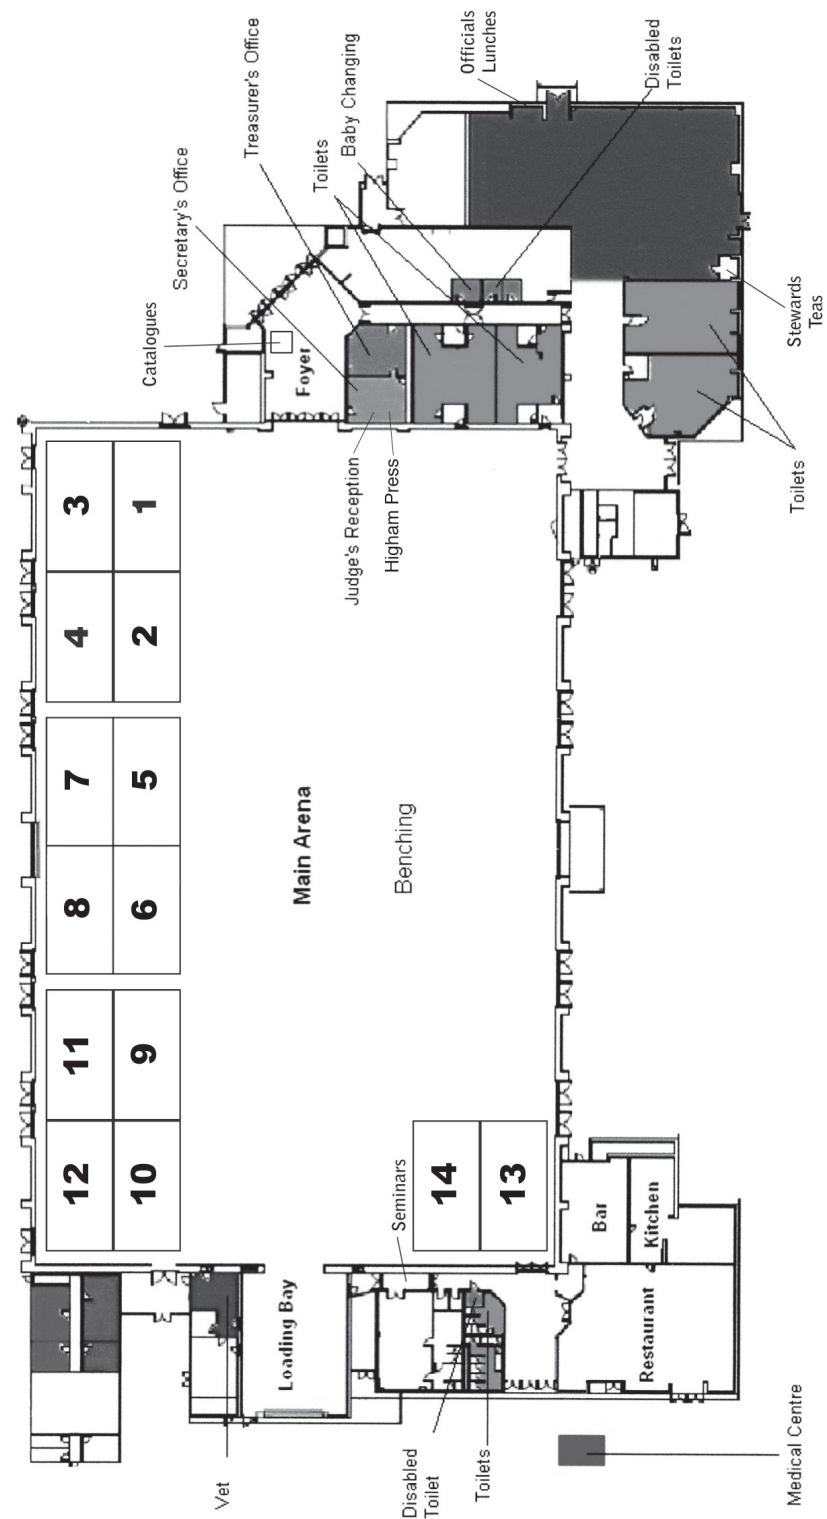 Officials
Lunches
Disabled
Toilets
Treasurer's Office
Baby Changing
Toilets
Secretary's Office
Catalogues
Foyer
Stewards
Teas
Toilets
Judge's Reception
Higham Press
3
1
4
2
7
5
8
6
11
9
12
10
Main Arena
Benching
14
13
Seminars
Bar
Kitchen
Restaurant
Loading Bay
Vet
Disabled
Toilet
Toilets
Medical Centre